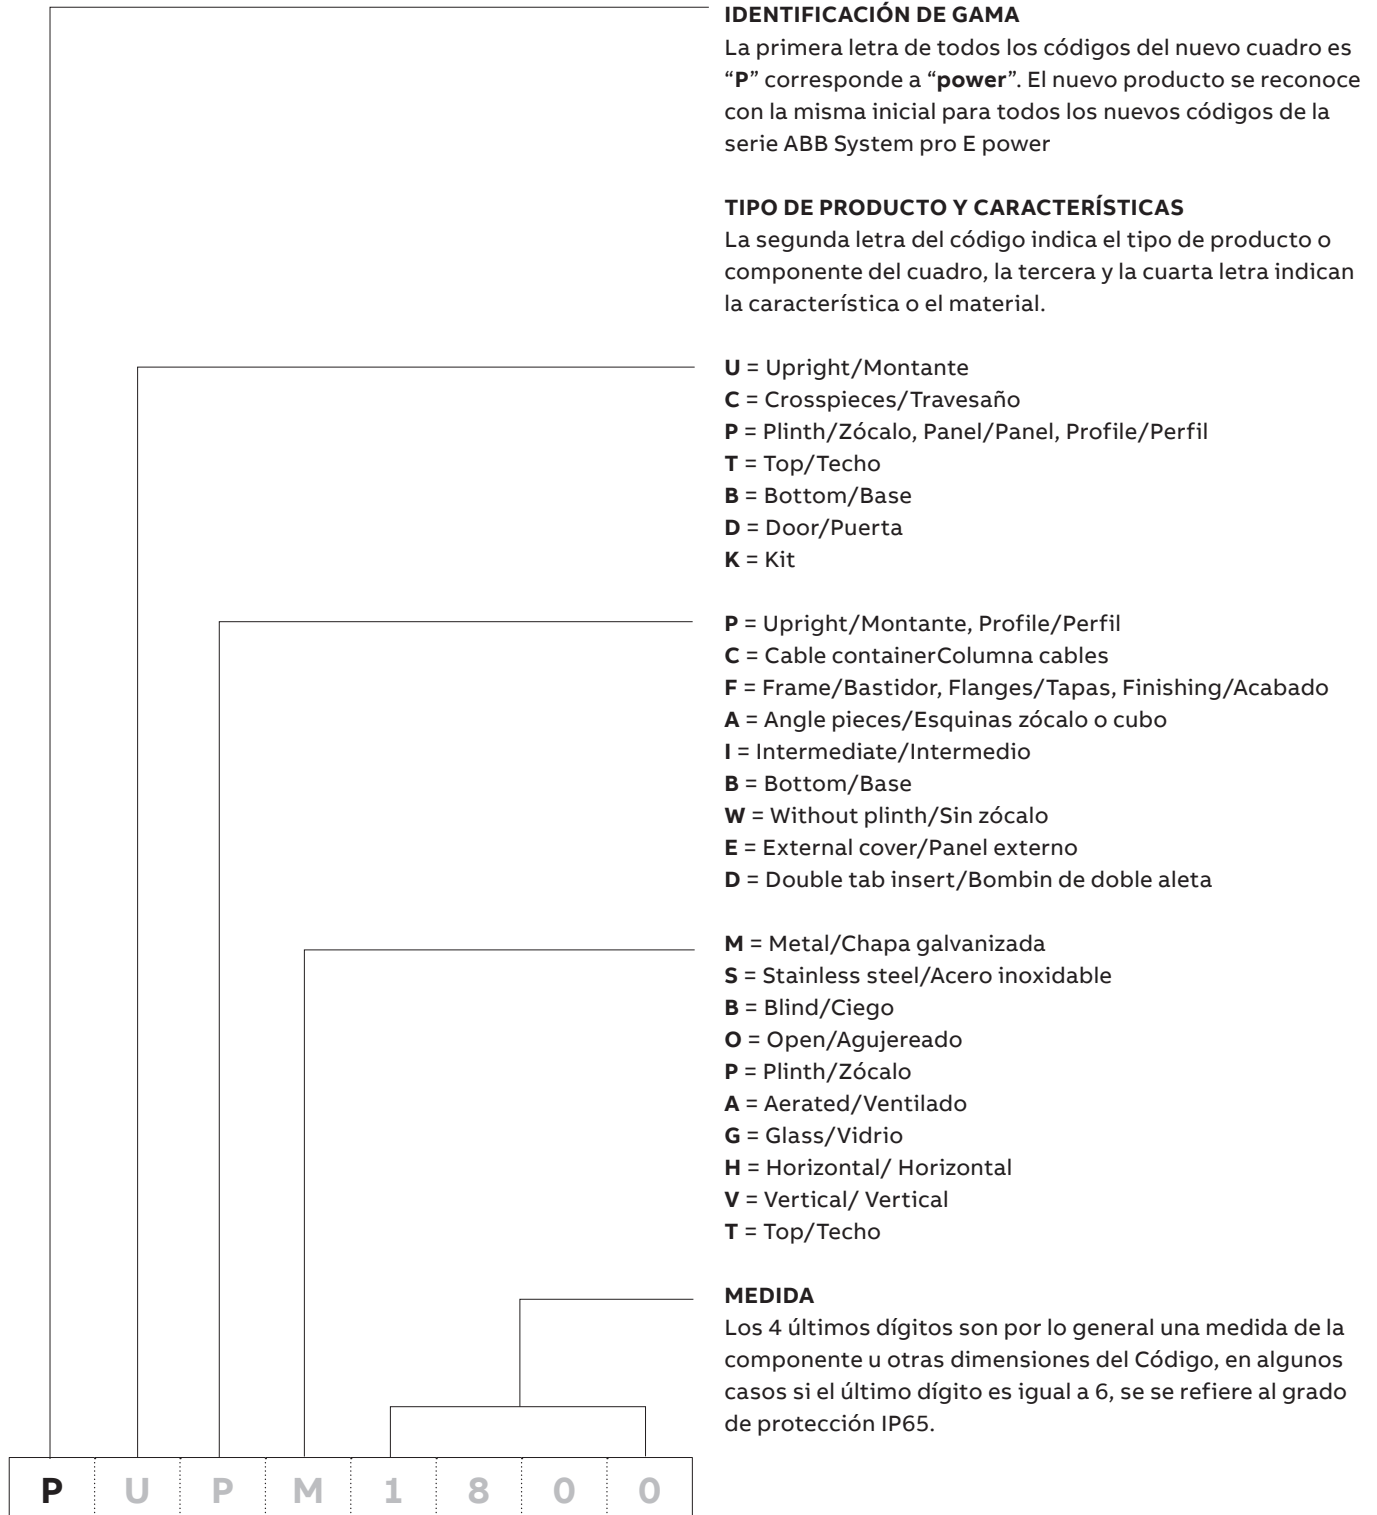 IDENTIFICACIÓN DE GAMA
La primera letra de todos los códigos del nuevo cuadro es
“P” corresponde a “power”. El nuevo producto se reconoce
con la misma inicial para todos los nuevos códigos de la
serie ABB System pro E power
TIPO DE PRODUCTO Y CARACTERÍSTICAS
La segunda letra del código indica el tipo de producto o
componente del cuadro, la tercera y la cuarta letra indican
la característica o el material.
U = Upright/Montante
C = Crosspieces/Travesaño
P = Plinth/Zócalo, Panel/Panel, Profile/Perfil
T = Top/Techo
B = Bottom/Base
D = Door/Puerta
K = Kit
P = Upright/Montante, Profile/Perfil
C = Cable containerColumna cables
F = Frame/Bastidor, Flanges/Tapas, Finishing/Acabado
A = Angle pieces/Esquinas zócalo o cubo
I = Intermediate/Intermedio
B = Bottom/Base
W = Without plinth/Sin zócalo
E = External cover/Panel externo
D = Double tab insert/Bombin de doble aleta
M = Metal/Chapa galvanizada
S = Stainless steel/Acero inoxidable
B = Blind/Ciego
O = Open/Agujereado
P = Plinth/Zócalo
A = Aerated/Ventilado
G = Glass/Vidrio
H = Horizontal/ Horizontal
V = Vertical/ Vertical
T = Top/Techo
MEDIDA
Los 4 últimos dígitos son por lo general una medida de la
componente u otras dimensiones del Código, en algunos
casos si el último dígito es igual a 6, se se refiere al grado
de protección IP65.
P U P M 1 8 0 0